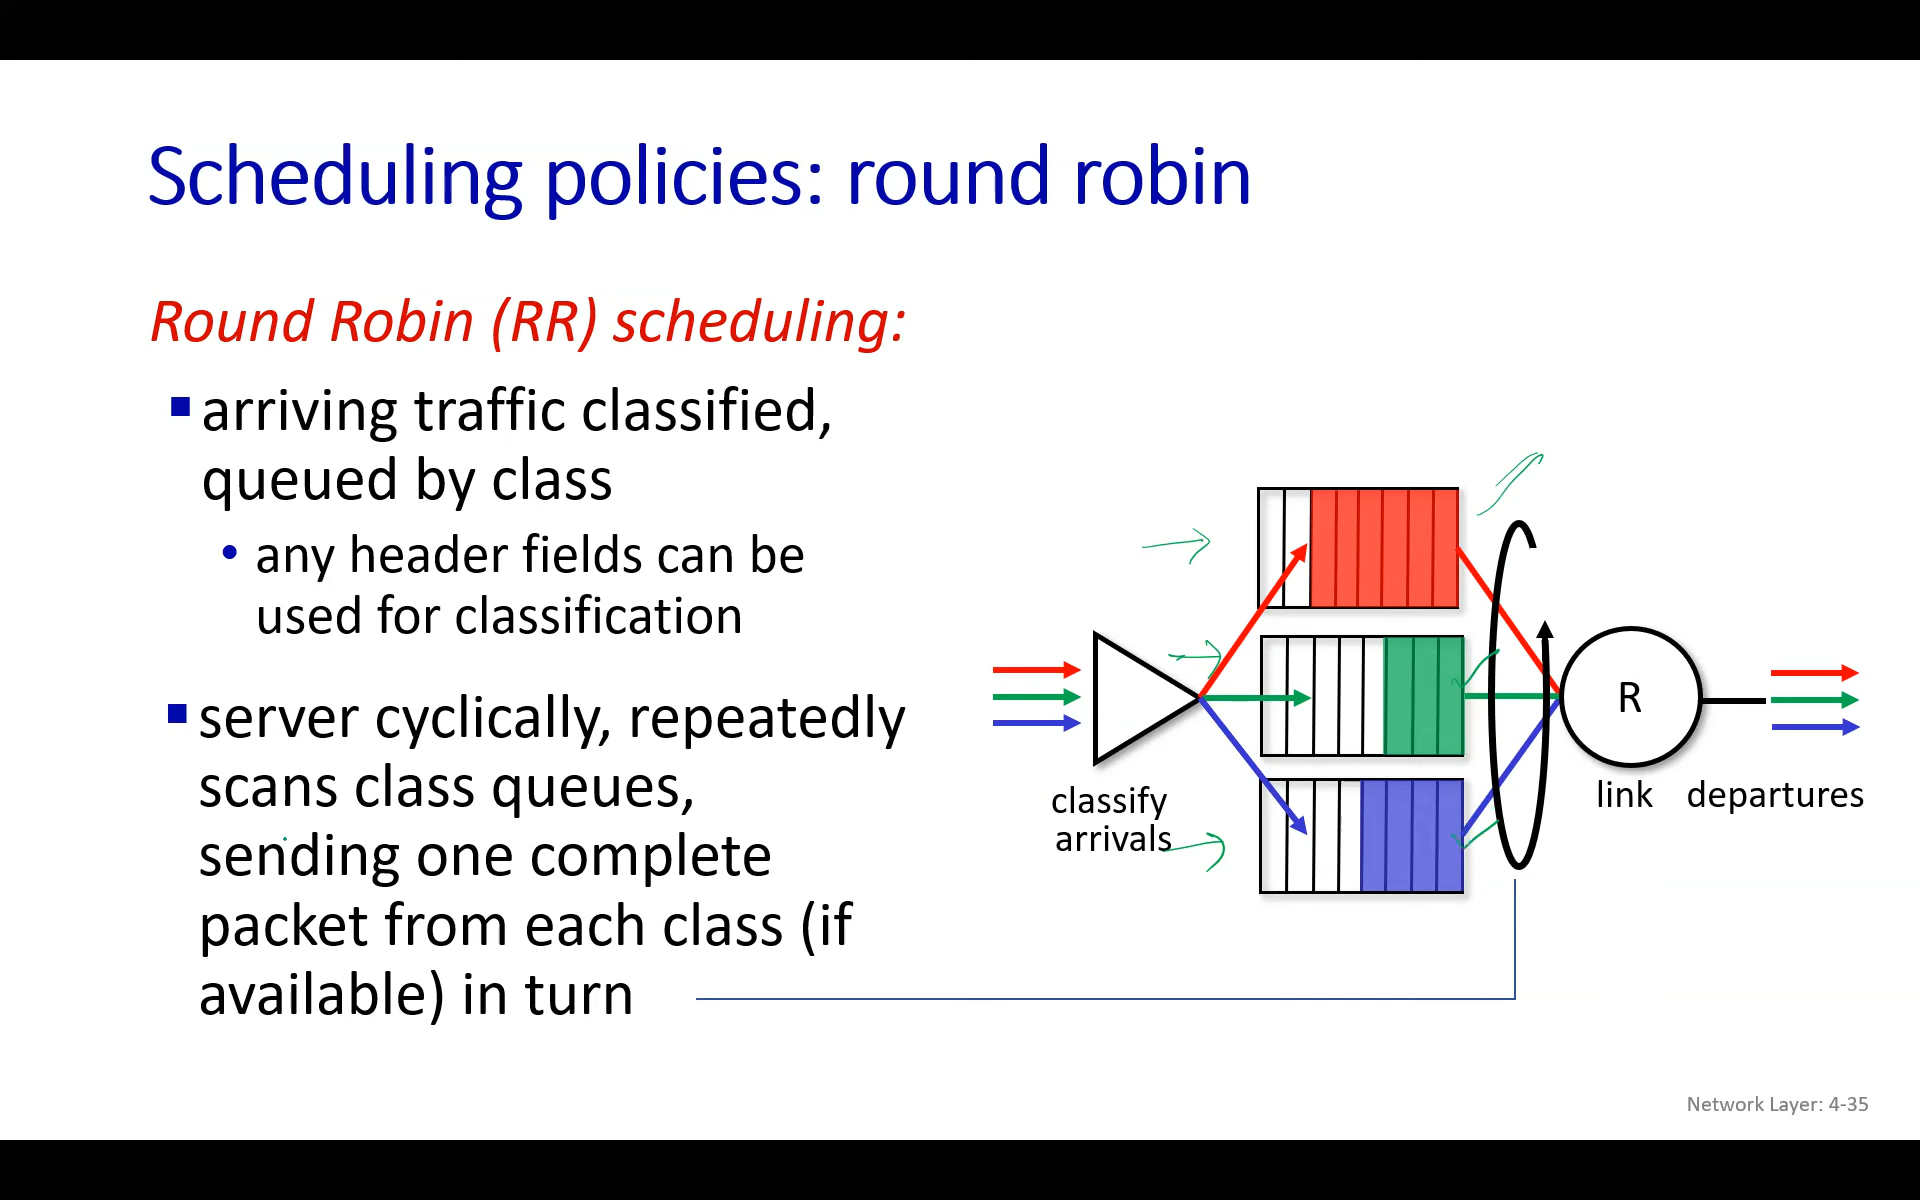 Scheduling policies: round robin
Round Robin (RR) scheduling:
arriving traffic classified,
queued by class
any header fields can be
used for classification
server cyclically, repeatedly
scans class queues,
sending one complete
packet from each class (if
available) in turn
classify
arrivals
R
link
departures
Network Layer: 4-35